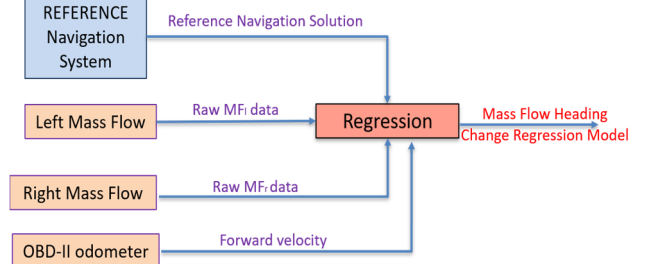 REFERENCE
Navigation
System
Reference Navigation Solution
Left Mass Flow
Raw MFₗ data
Regression
Mass Flow Heading
Change Regression Model
Right Mass Flow
Raw MFᵣ data
OBD-II odometer
Forward velocity